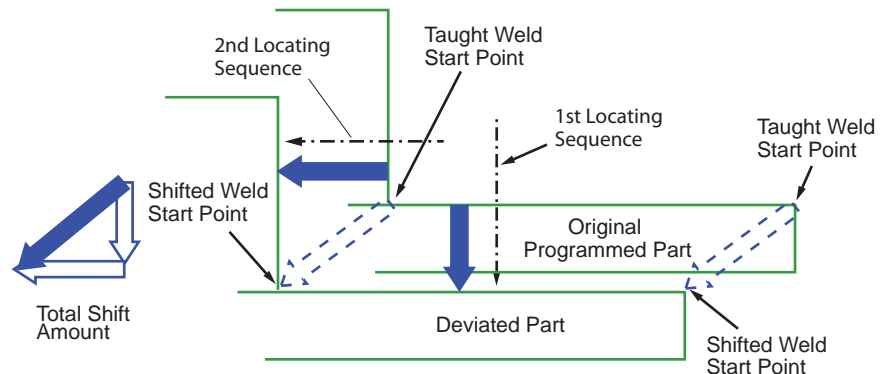 Taught Weld
Start Point
2nd Locating
Sequence
1st Locating
Sequence
Taught Weld
Start Point
Shifted Weld
Start Point
Original
Programmed Part
Total Shift
Amount
Deviated Part
Shifted Weld
Start Point